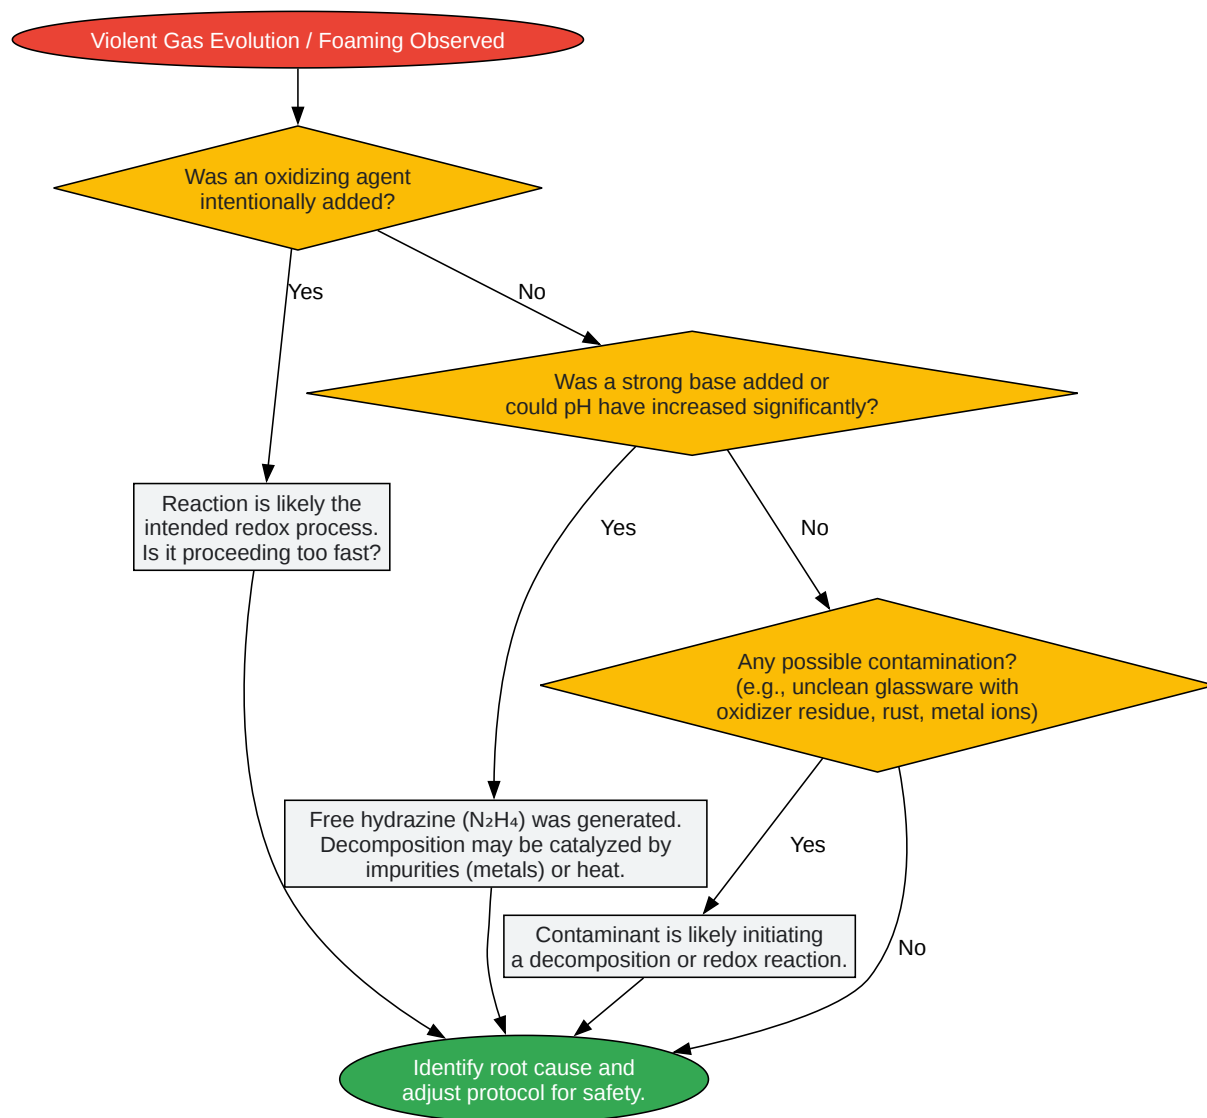 Violent Gas Evolution / Foaming Observed
Was an oxidizing agent
intentionally added?
Yes
No
Was a strong base added or
could pH have increased significantly?
Reaction is likely the
intended redox process.
Is it proceeding too fast?
Yes
No
Any possible contamination?
(e.g., unclean glassware with
oxidizer residue, rust, metal ions)
Free hydrazine (N₂H₄) was generated.
Decomposition may be catalyzed by
impurities (metals) or heat.
Yes
Contaminant is likely initiating
a decomposition or redox reaction.
No
Identify root cause and
adjust protocol for safety.